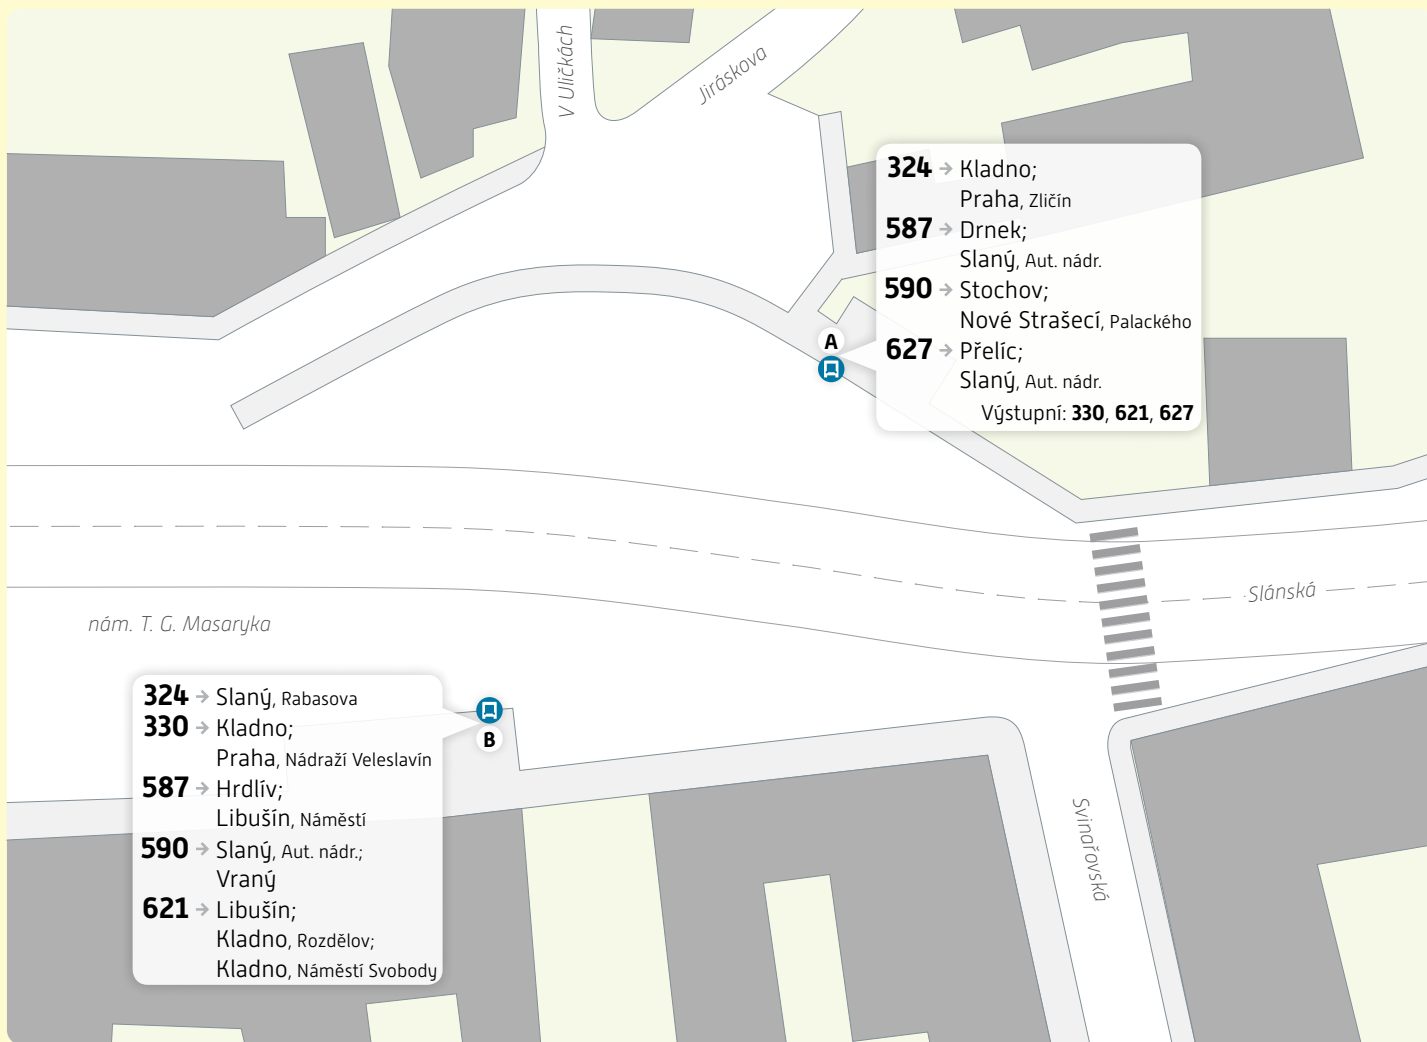 V Uličkách
Jiráskova
324 → Kladno;
Praha, Zličín
587 → Drnek;
Slaný, Aut. nádr.
590 → Stochov;
Nové Strašecí, Palackého
627 → Přelíc;
Slaný, Aut. nádr.
Výstupní: 330, 621, 627
A
Slánská
nám. T. G. Masaryka
324 → Slaný, Rabasova
330 → Kladno;
Praha, Nádraží Veleslavín
587 → Hrdlív;
Libušín, Náměstí
590 → Slaný, Aut. nádr.;
Vraný
621 → Libušín;
Kladno, Rozdělov;
Kladno, Náměstí Svobody
B
Svinařovská